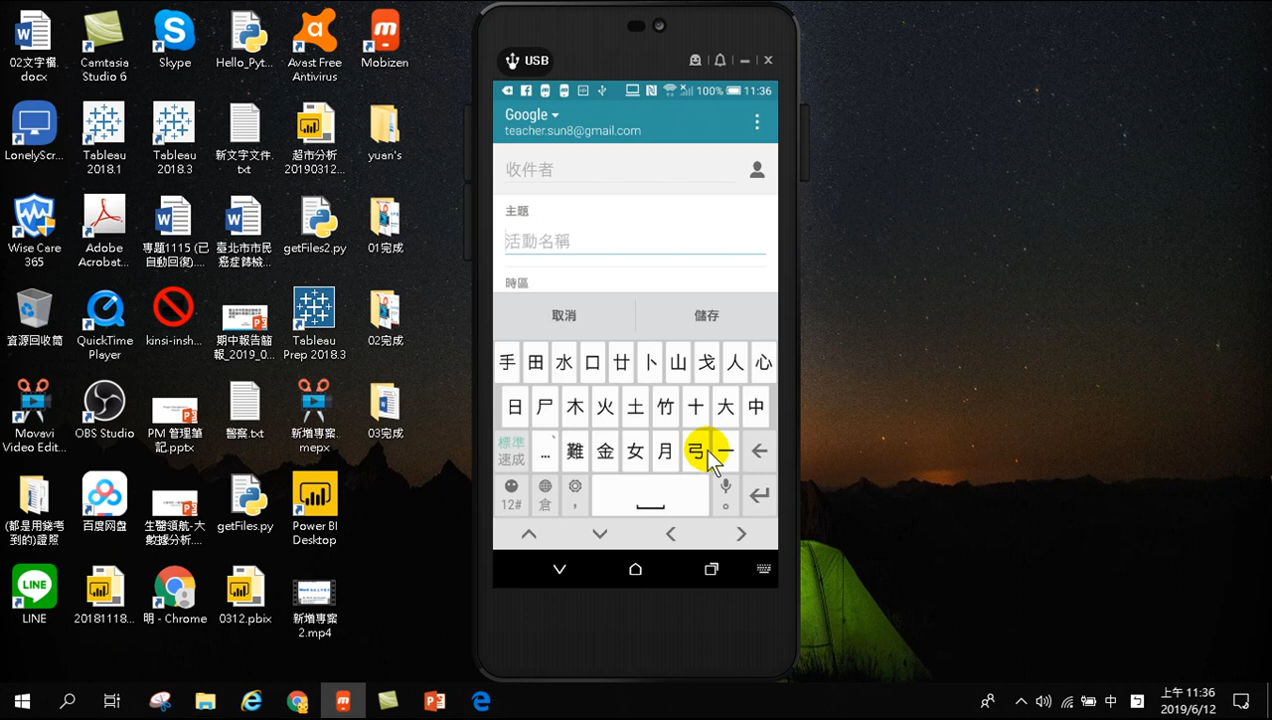 02文字檔.
docx
Camtasia
Studio 6
Skype
Hello_Pyt...
Avast Free
Antivirus
Mobizen
LonelyScr...
Tableau
2018.1
Tableau
2018.3
新文字文件.
txt
超市分析
20190312...
yuan's
Wise Care
365
Adobe
Acrobat...
專題1115 (已
自動回復)....
臺北市市民
癌症篩檢...
getFiles2.py
01完成
資源回收筒
QuickTime
Player
kinsi-insh...
期中報告簡
報_2019_0...
Tableau
Prep 2018.3
02完成
Movavi
Video Edit...
OBS Studio
PM 管理筆
記.pptx
警察.txt
新增專案.
mepx
03完成
(都是用錢考
到的)證照
百度网盘
生醫領航-大
數據分析....
getFiles.py
Power BI
Desktop
LINE
20181118...
明 - Chrome
0312.pbix
新增專案
2.mp4
USB
100% 11:36
Google
teacher.sun8@gmail.com
收件者
主題
活動名稱
時區
取消 儲存
手 田 水 口 廿 卜 山 戈 人 心
日 尸 木 火 土 竹 十 大 中
標準
速成
... 難 金 女 月 弓 一
12# 倉 , 。
中
上午 11:36
2019/6/12